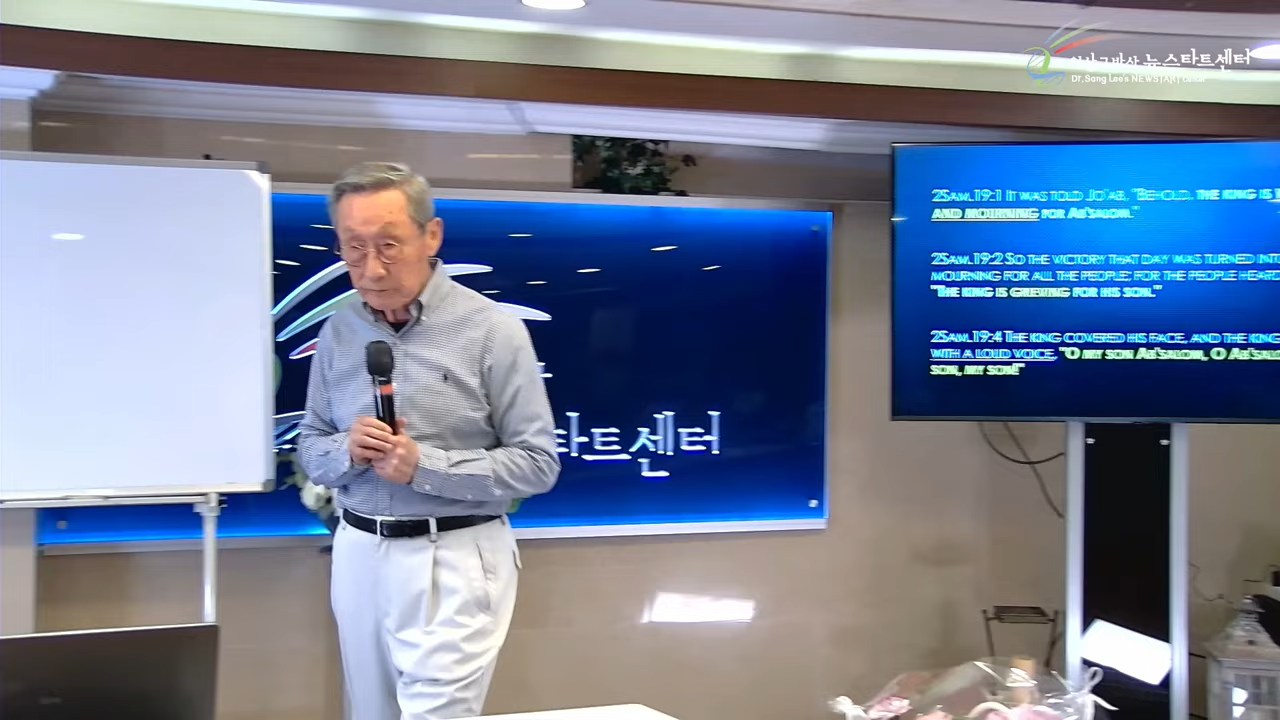 뉴스타트센터
Dr. Sang Lee's NEWSTART Center
2Sam.19:1 It was told Jo'ab, "Behold, the king is
and mourning for Ab'salom."
2Sam.19:2 So the victory that day was turned into
mourning for all the people: for the people heard
"The king is grieving for his son."
2Sam.19:4 The king covered his face, and the king
with a loud voice, "O my son Ab'salom, O Ab'salo
son, my son!"
타트센터